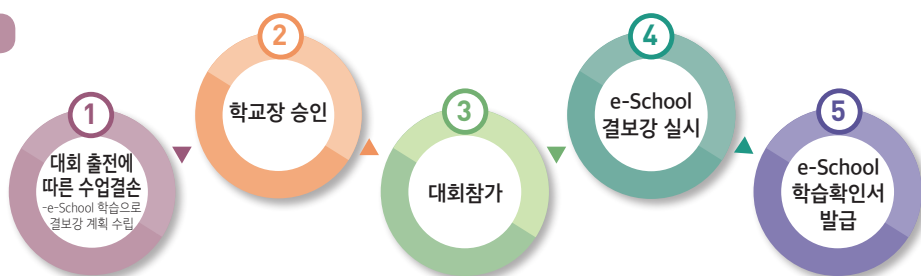 1
대회 출전에
따른 수업결손
-e-School 학습으로
결보강 계획 수립
2
학교장 승인
3
대회참가
4
e-School
결보강 실시
5
e-School
학습확인서
발급